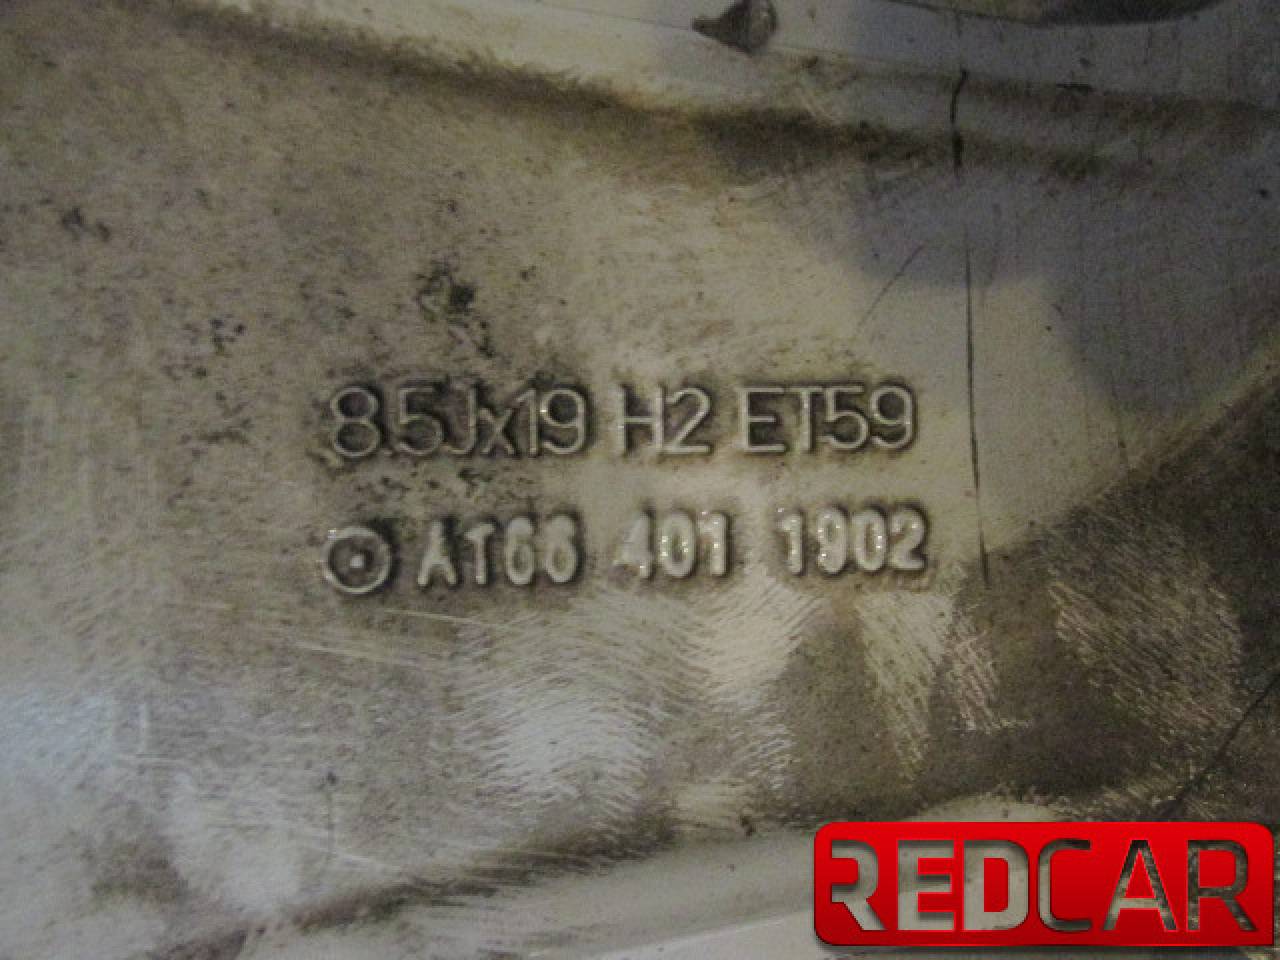 8.5Jx19 H2 ET59
AT66 401 1902
REDCAR